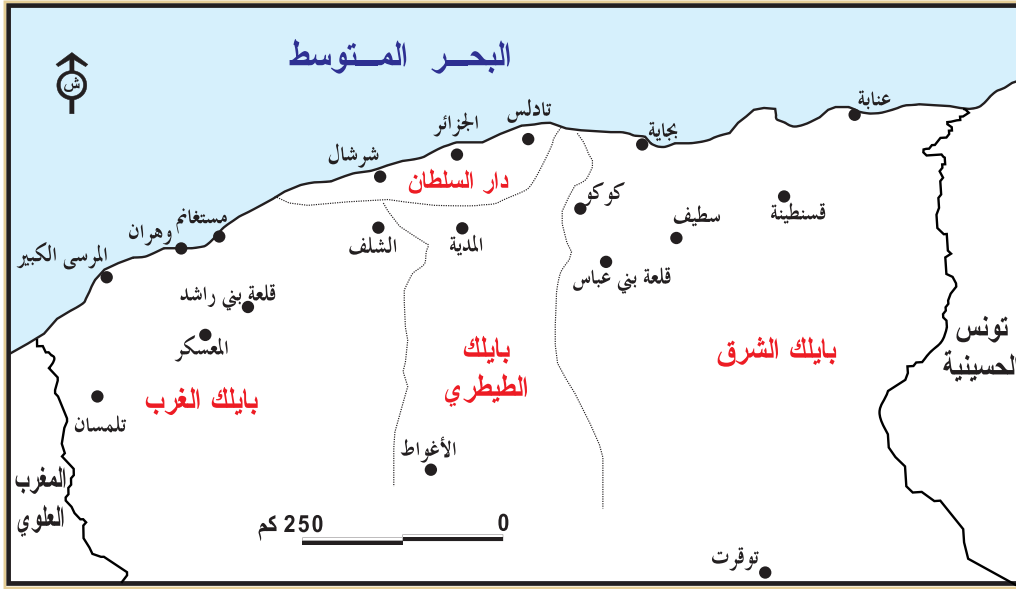 البحر المتوسط
ش
عنابة
تادلس
الجزائر
بجاية
شرشال
دار السلطان
كوكو
قسنطينة
سطيف
مستغانم
وهران
الشلف
المدية
المرسى الكبير
قلعة بني عباس
قلعة بني راشد
المعسكر
تونس
الحسينية
بايلك الشرق
بايلك
الطيطري
بايلك الغرب
تلمسان
الأغواط
المغرب
العلوي
0
250 كم
توقرت